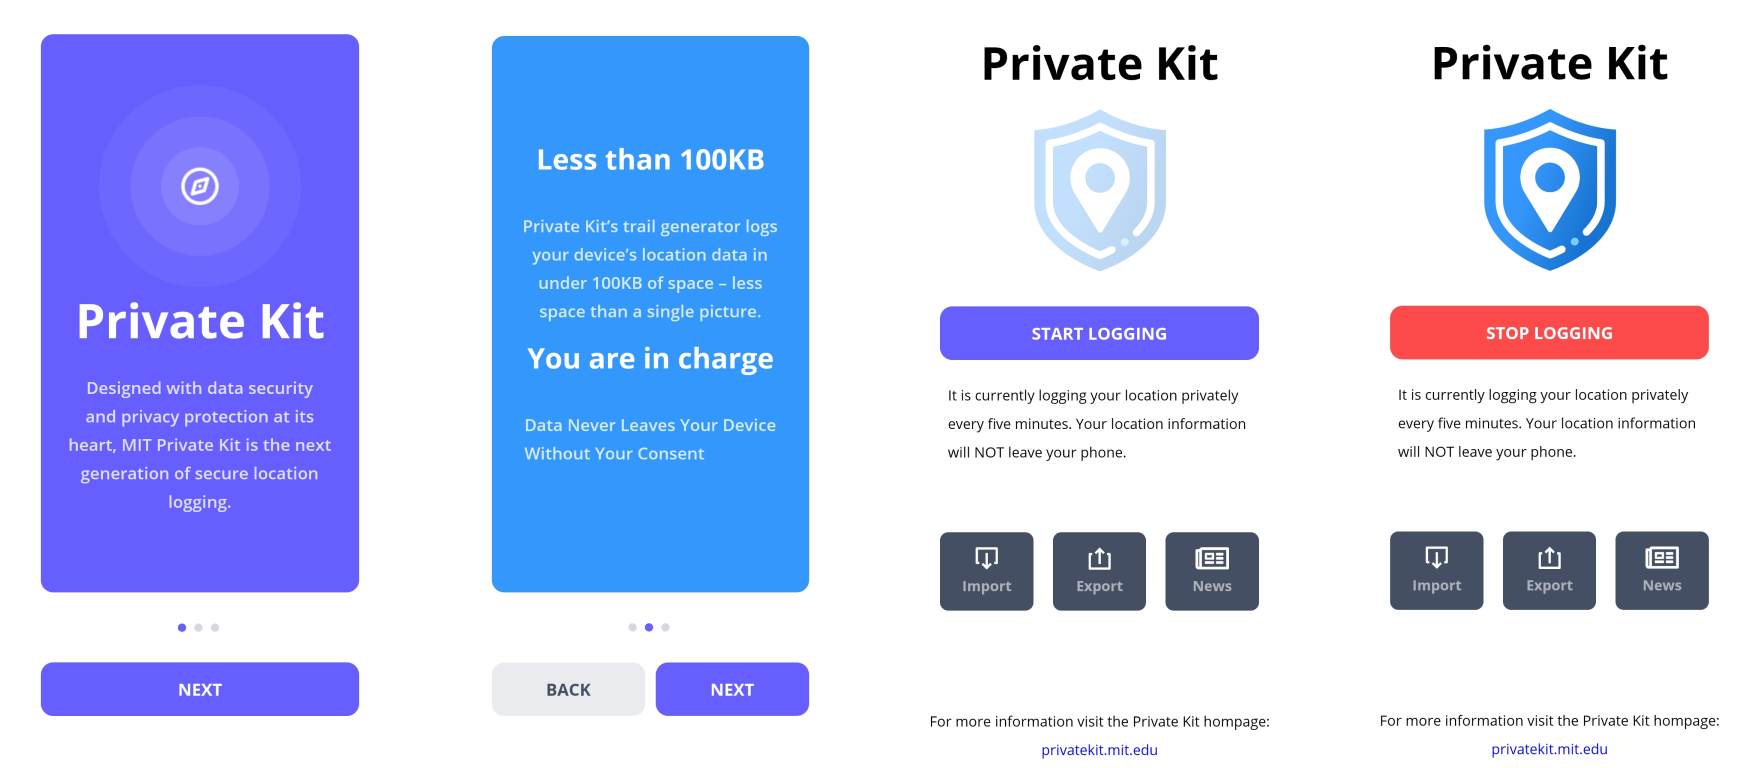 Private Kit
Designed with data security
and privacy protection at its
heart, MIT Private Kit is the next
generation of secure location
logging.
NEXT
Less than 100KB
Private Kit’s trail generator logs
your device’s location data in
under 100KB of space – less
space than a single picture.
You are in charge
Data Never Leaves Your Device
Without Your Consent
BACK
NEXT
Private Kit
START LOGGING
It is currently logging your location privately
every five minutes. Your location information
will NOT leave your phone.
Import
Export
News
For more information visit the Private Kit hompage:
privatekit.mit.edu
Private Kit
STOP LOGGING
It is currently logging your location privately
every five minutes. Your location information
will NOT leave your phone.
Import
Export
News
For more information visit the Private Kit hompage:
privatekit.mit.edu